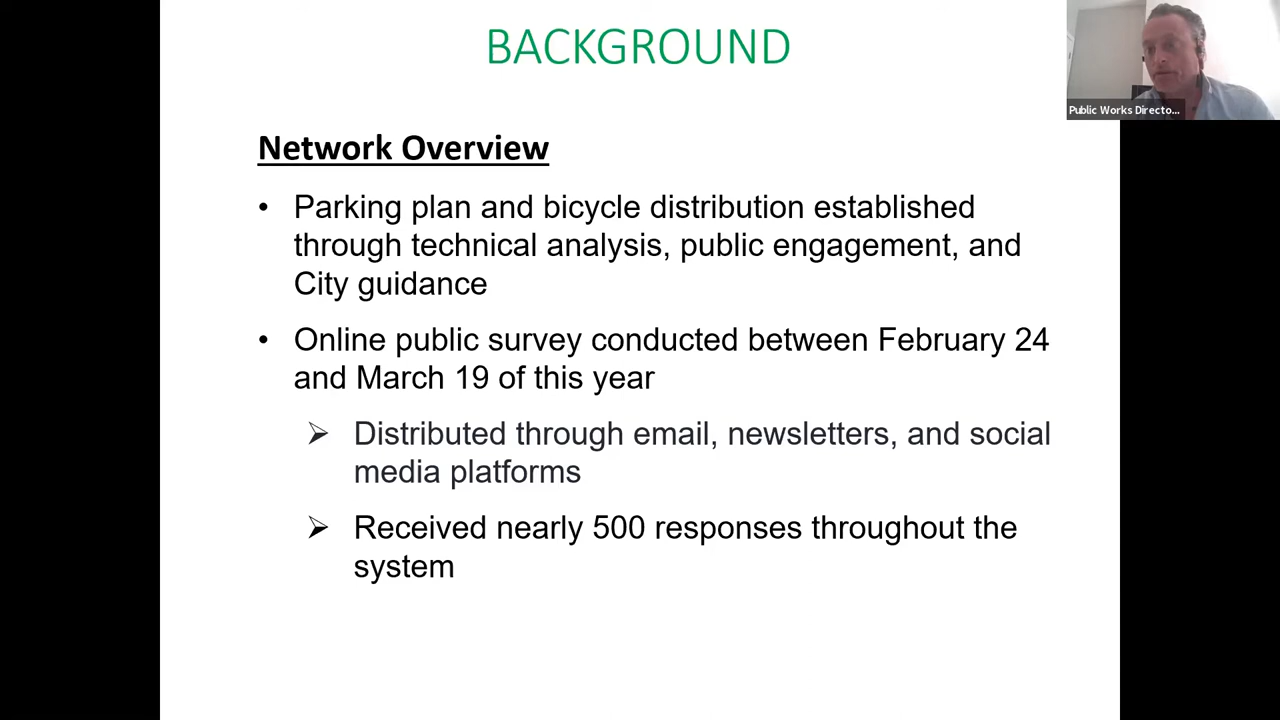 BACKGROUND
Public Works Directo...
Network Overview
• Parking plan and bicycle distribution established
through technical analysis, public engagement, and
City guidance
• Online public survey conducted between February 24
and March 19 of this year
➢ Distributed through email, newsletters, and social
media platforms
➢ Received nearly 500 responses throughout the
system